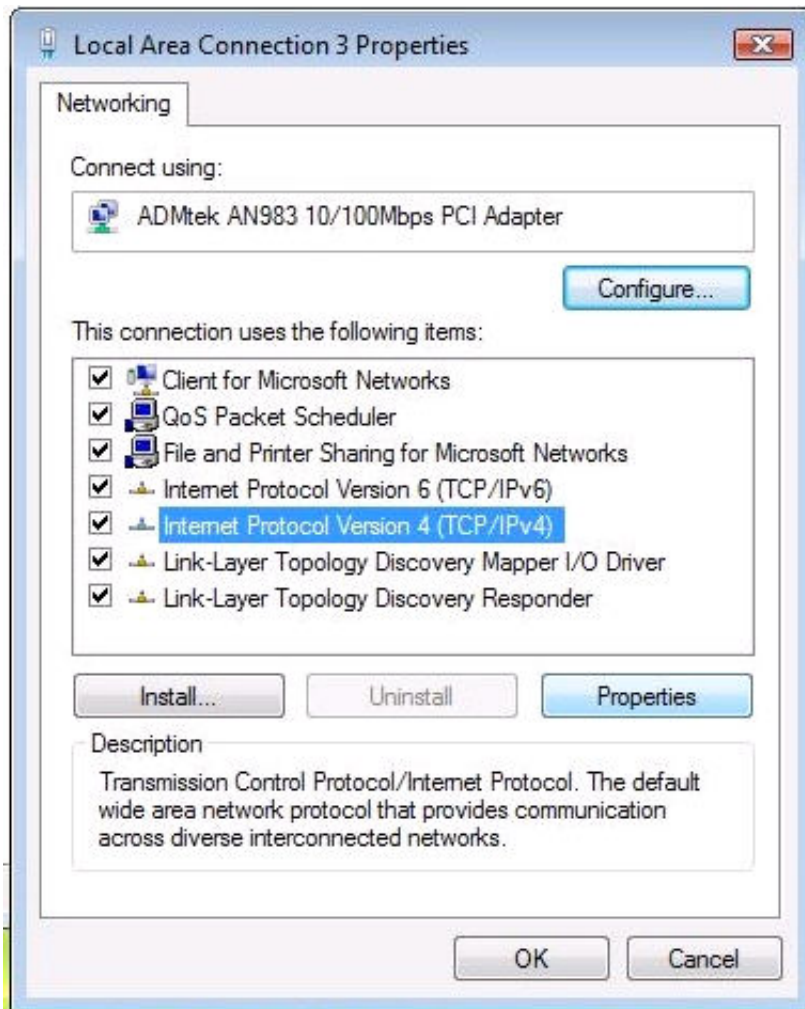 Local Area Connection 3 Properties
Networking
Connect using:
ADMtek AN983 10/100Mbps PCI Adapter
Configure...
This connection uses the following items:
Client for Microsoft Networks
QoS Packet Scheduler
File and Printer Sharing for Microsoft Networks
Internet Protocol Version 6 (TCP/IPv6)
Internet Protocol Version 4 (TCP/IPv4)
Link-Layer Topology Discovery Mapper I/O Driver
Link-Layer Topology Discovery Responder
Install... Uninstall Properties
Description
Transmission Control Protocol/Internet Protocol. The default
wide area network protocol that provides communication
across diverse interconnected networks.
OK Cancel